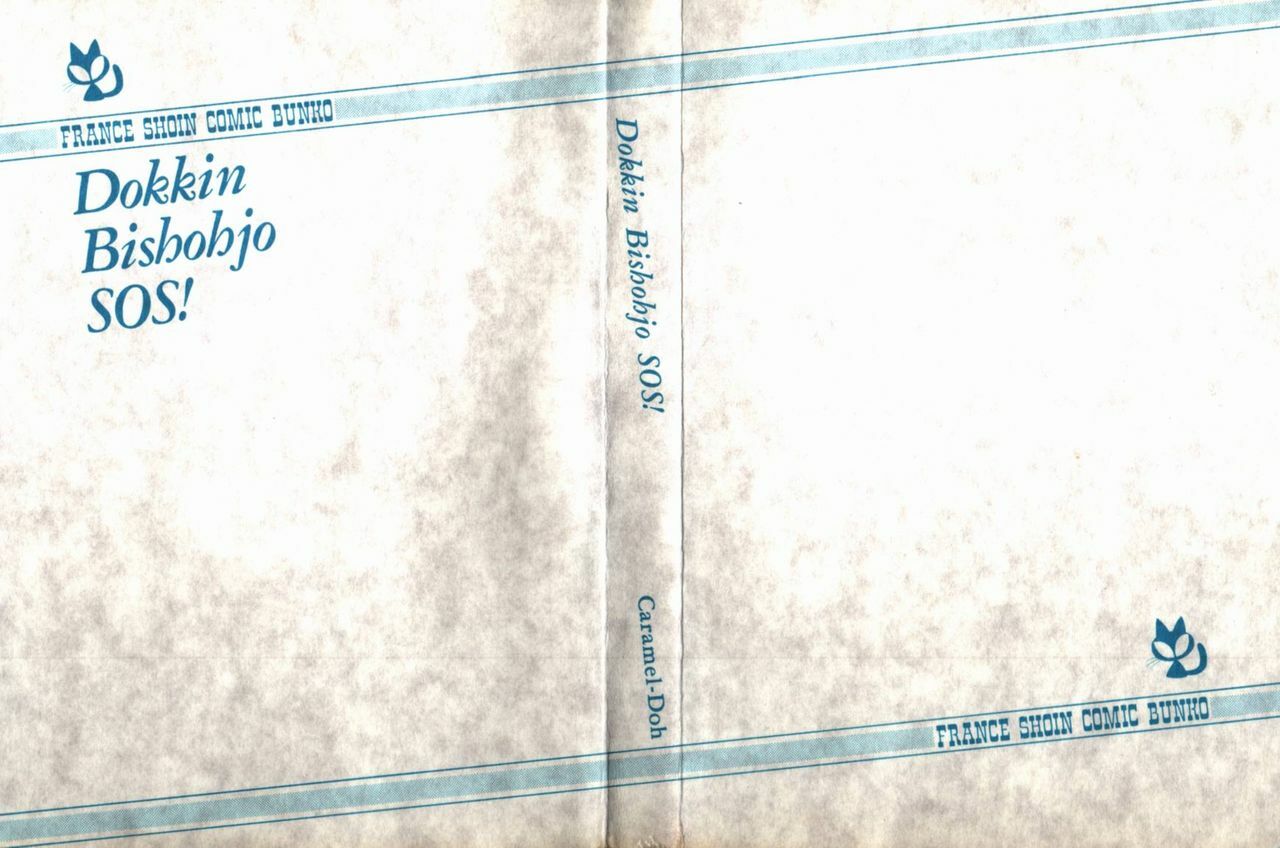 FRANCE SHOIN COMIC BUNKO
Dokkin
Bishohjo
SOS!
Dokkin Bishohjo SOS!
Caramel-Doh
FRANCE SHOIN COMIC BUNKO